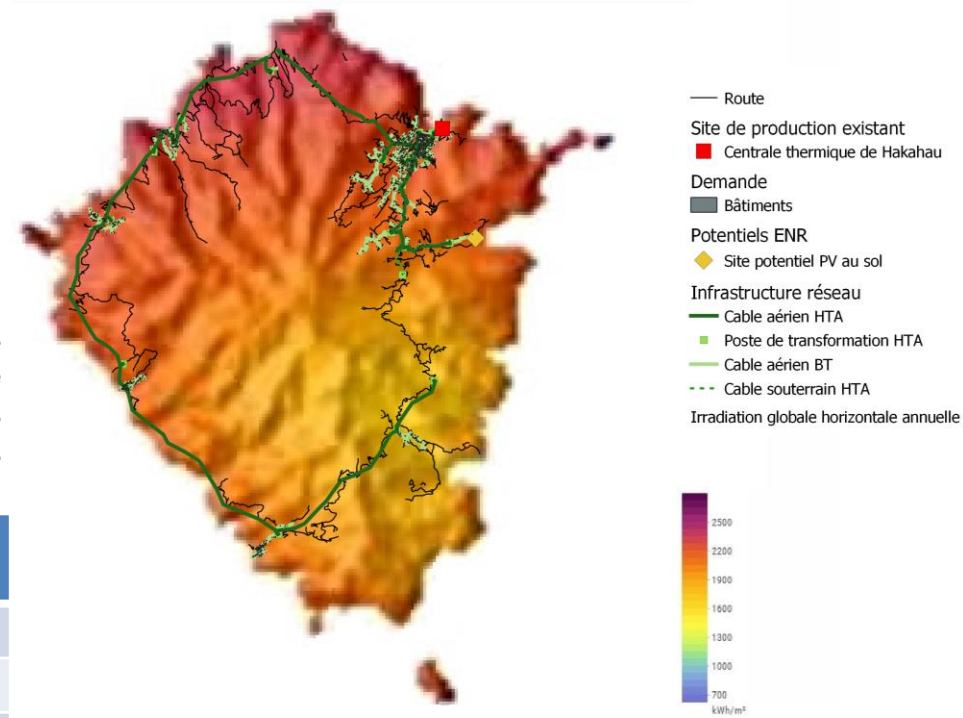 Route
Site de production existant
Centrale thermique de Hakahau
Demande
Bâtiments
Potentiels ENR
Site potentiel PV au sol
Infrastructure réseau
Cable aérien HTA
Poste de transformation HTA
Cable aérien BT
Cable souterrain HTA
Irradiation globale horizontale annuelle
2500
2200
1900
1600
1300
1000
700
kWh/m²